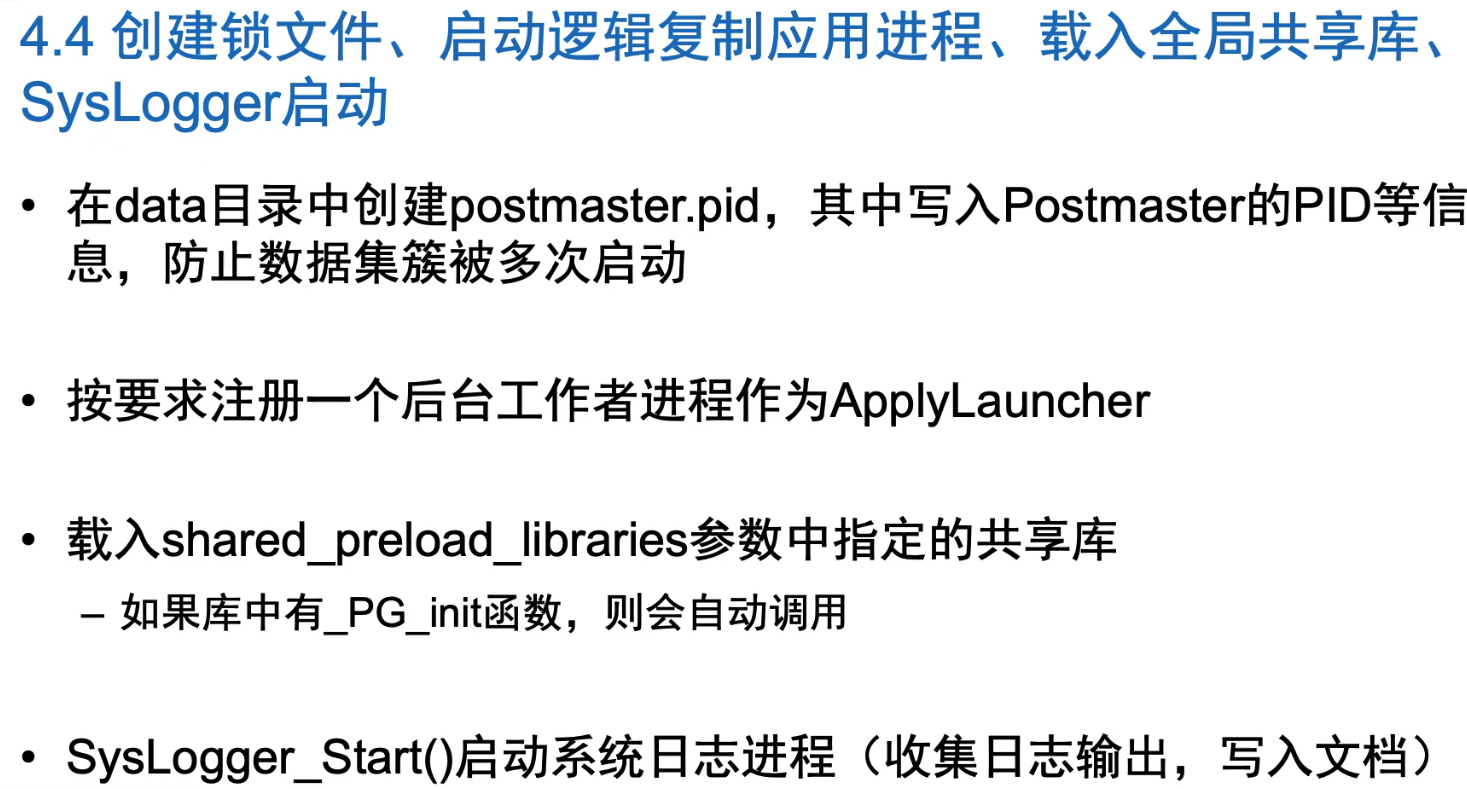 4.4 创建锁文件、启动逻辑复制应用进程、载入全局共享库、
SysLogger启动
• 在data目录中创建postmaster.pid，其中写入Postmaster的PID等信
息，防止数据集簇被多次启动
• 按要求注册一个后台工作者进程作为ApplyLauncher
• 载入shared_preload_libraries参数中指定的共享库
– 如果库中有_PG_init函数，则会自动调用
• SysLogger_Start()启动系统日志进程（收集日志输出，写入文档）